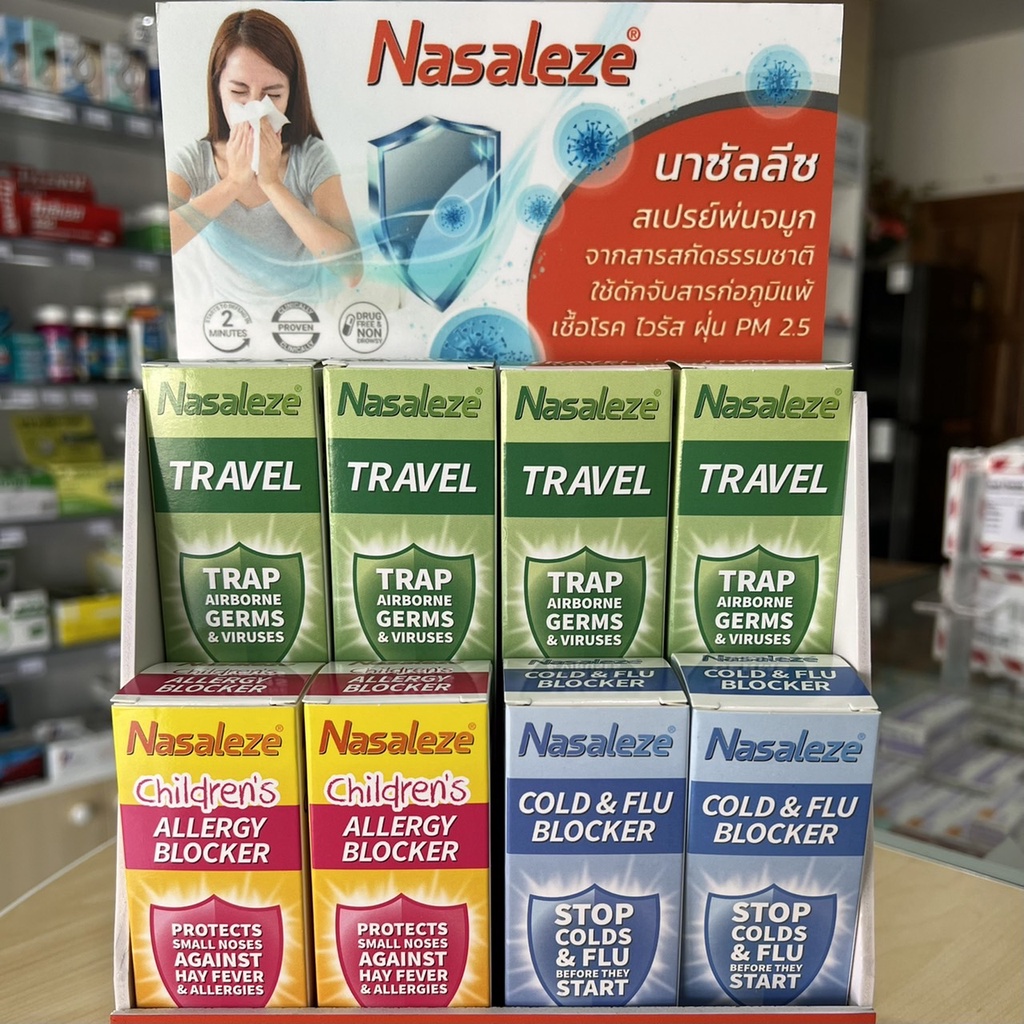 Nasaleze®
นาซัลลีซ
สเปรย์พ่นจมูก
จากสารสกัดธรรมชาติ
ใช้ดักจับสารก่อภูมิแพ้
เชื้อโรค ไวรัส ฝุ่น PM 2.5
2
MINUTES
CLINICALLY
PROVEN
CLINICALLY
DRUG
FREE &
NON
DROWSY
Nasaleze®
TRAVEL
TRAP
AIRBORNE
GERMS
& VIRUSES
Nasaleze®
TRAVEL
TRAP
AIRBORNE
GERMS
& VIRUSES
Nasaleze®
TRAVEL
TRAP
AIRBORNE
GERMS
& VIRUSES
Nasaleze®
TRAVEL
TRAP
AIRBORNE
GERMS
& VIRUSES
Children's
ALLERGY
BLOCKER
Nasaleze®
Children's
ALLERGY
BLOCKER
PROTECTS
SMALL NOSES
AGAINST
HAY FEVER
& ALLERGIES
Children's
ALLERGY
BLOCKER
Nasaleze®
Children's
ALLERGY
BLOCKER
PROTECTS
SMALL NOSES
AGAINST
HAY FEVER
& ALLERGIES
Nasaleze
COLD & FLU
BLOCKER
Nasaleze®
COLD & FLU
BLOCKER
STOP
COLDS
& FLU
BEFORE THEY
START
Nasaleze
COLD & FLU
BLOCKER
Nasaleze®
COLD & FLU
BLOCKER
STOP
COLDS
& FLU
BEFORE THEY
START